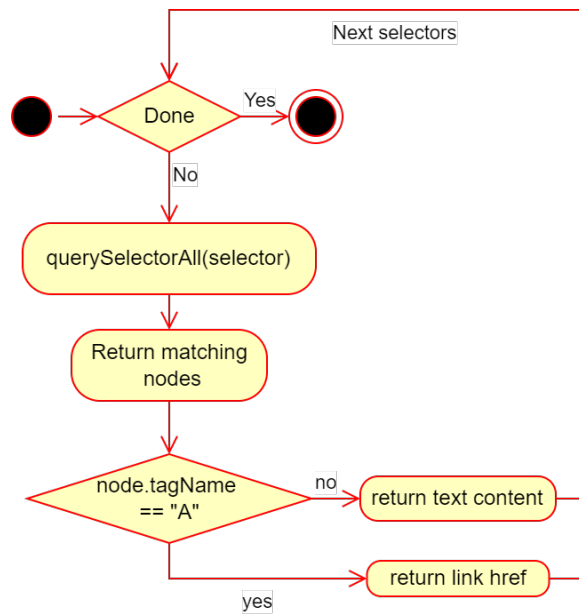 Next selectors
Done
Yes
No
querySelectorAll(selector)
Return matching
nodes
node.tagName
== "A"
no
return text content
yes
return link href